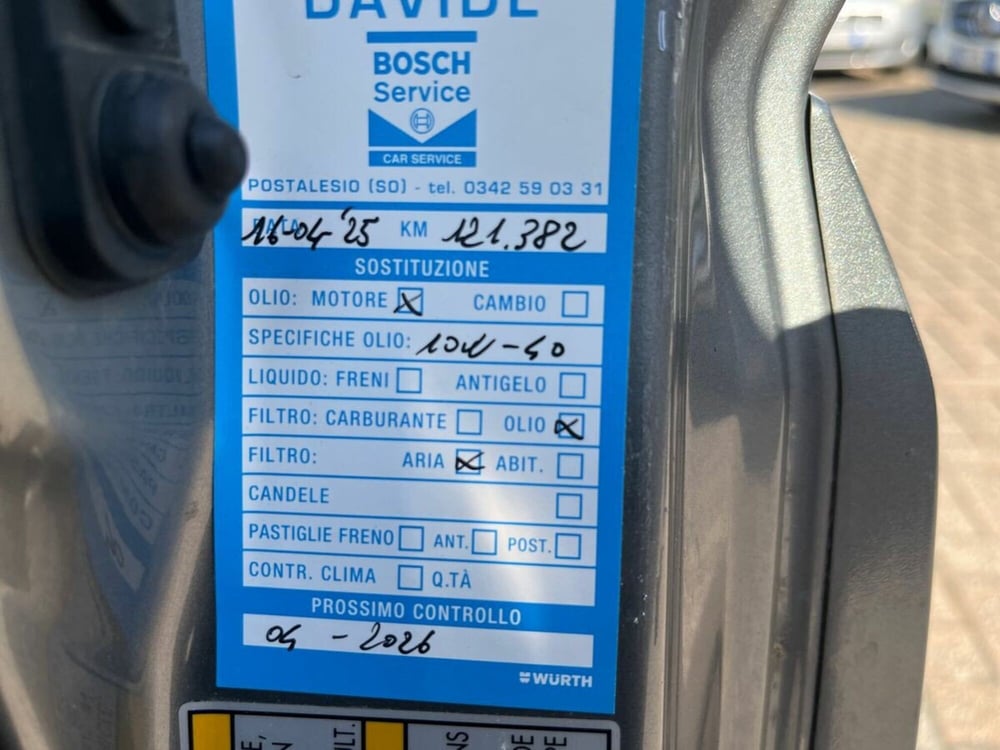 DAVIDE
BOSCH
Service
CAR SERVICE
POSTALESIO (SO) - tel. 0342 59 03 31
DATA 16-04'25 KM 121.382
SOSTITUZIONE
OLIO: MOTORE CAMBIO
SPECIFICHE OLIO: 10W-40
LIQUIDO: FRENI ANTIGELO
FILTRO: CARBURANTE OLIO
FILTRO: ARIA ABIT.
CANDELE
PASTIGLIE FRENO ANT. POST.
CONTR. CLIMA Q.TÀ
PROSSIMO CONTROLLO
04 - 2026
WÜRTH